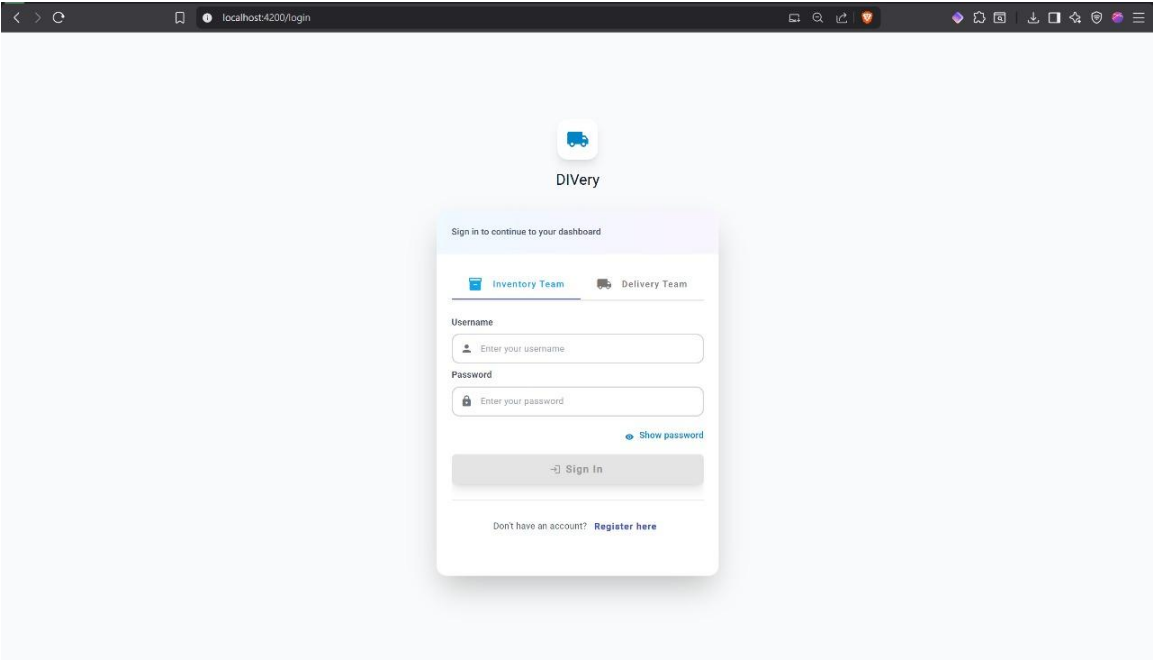 localhost:4200/login
DIVery
Sign in to continue to your dashboard
Inventory Team Delivery Team
Username
Enter your username
Password
Enter your password
Show password
Sign In
Don't have an account? Register here